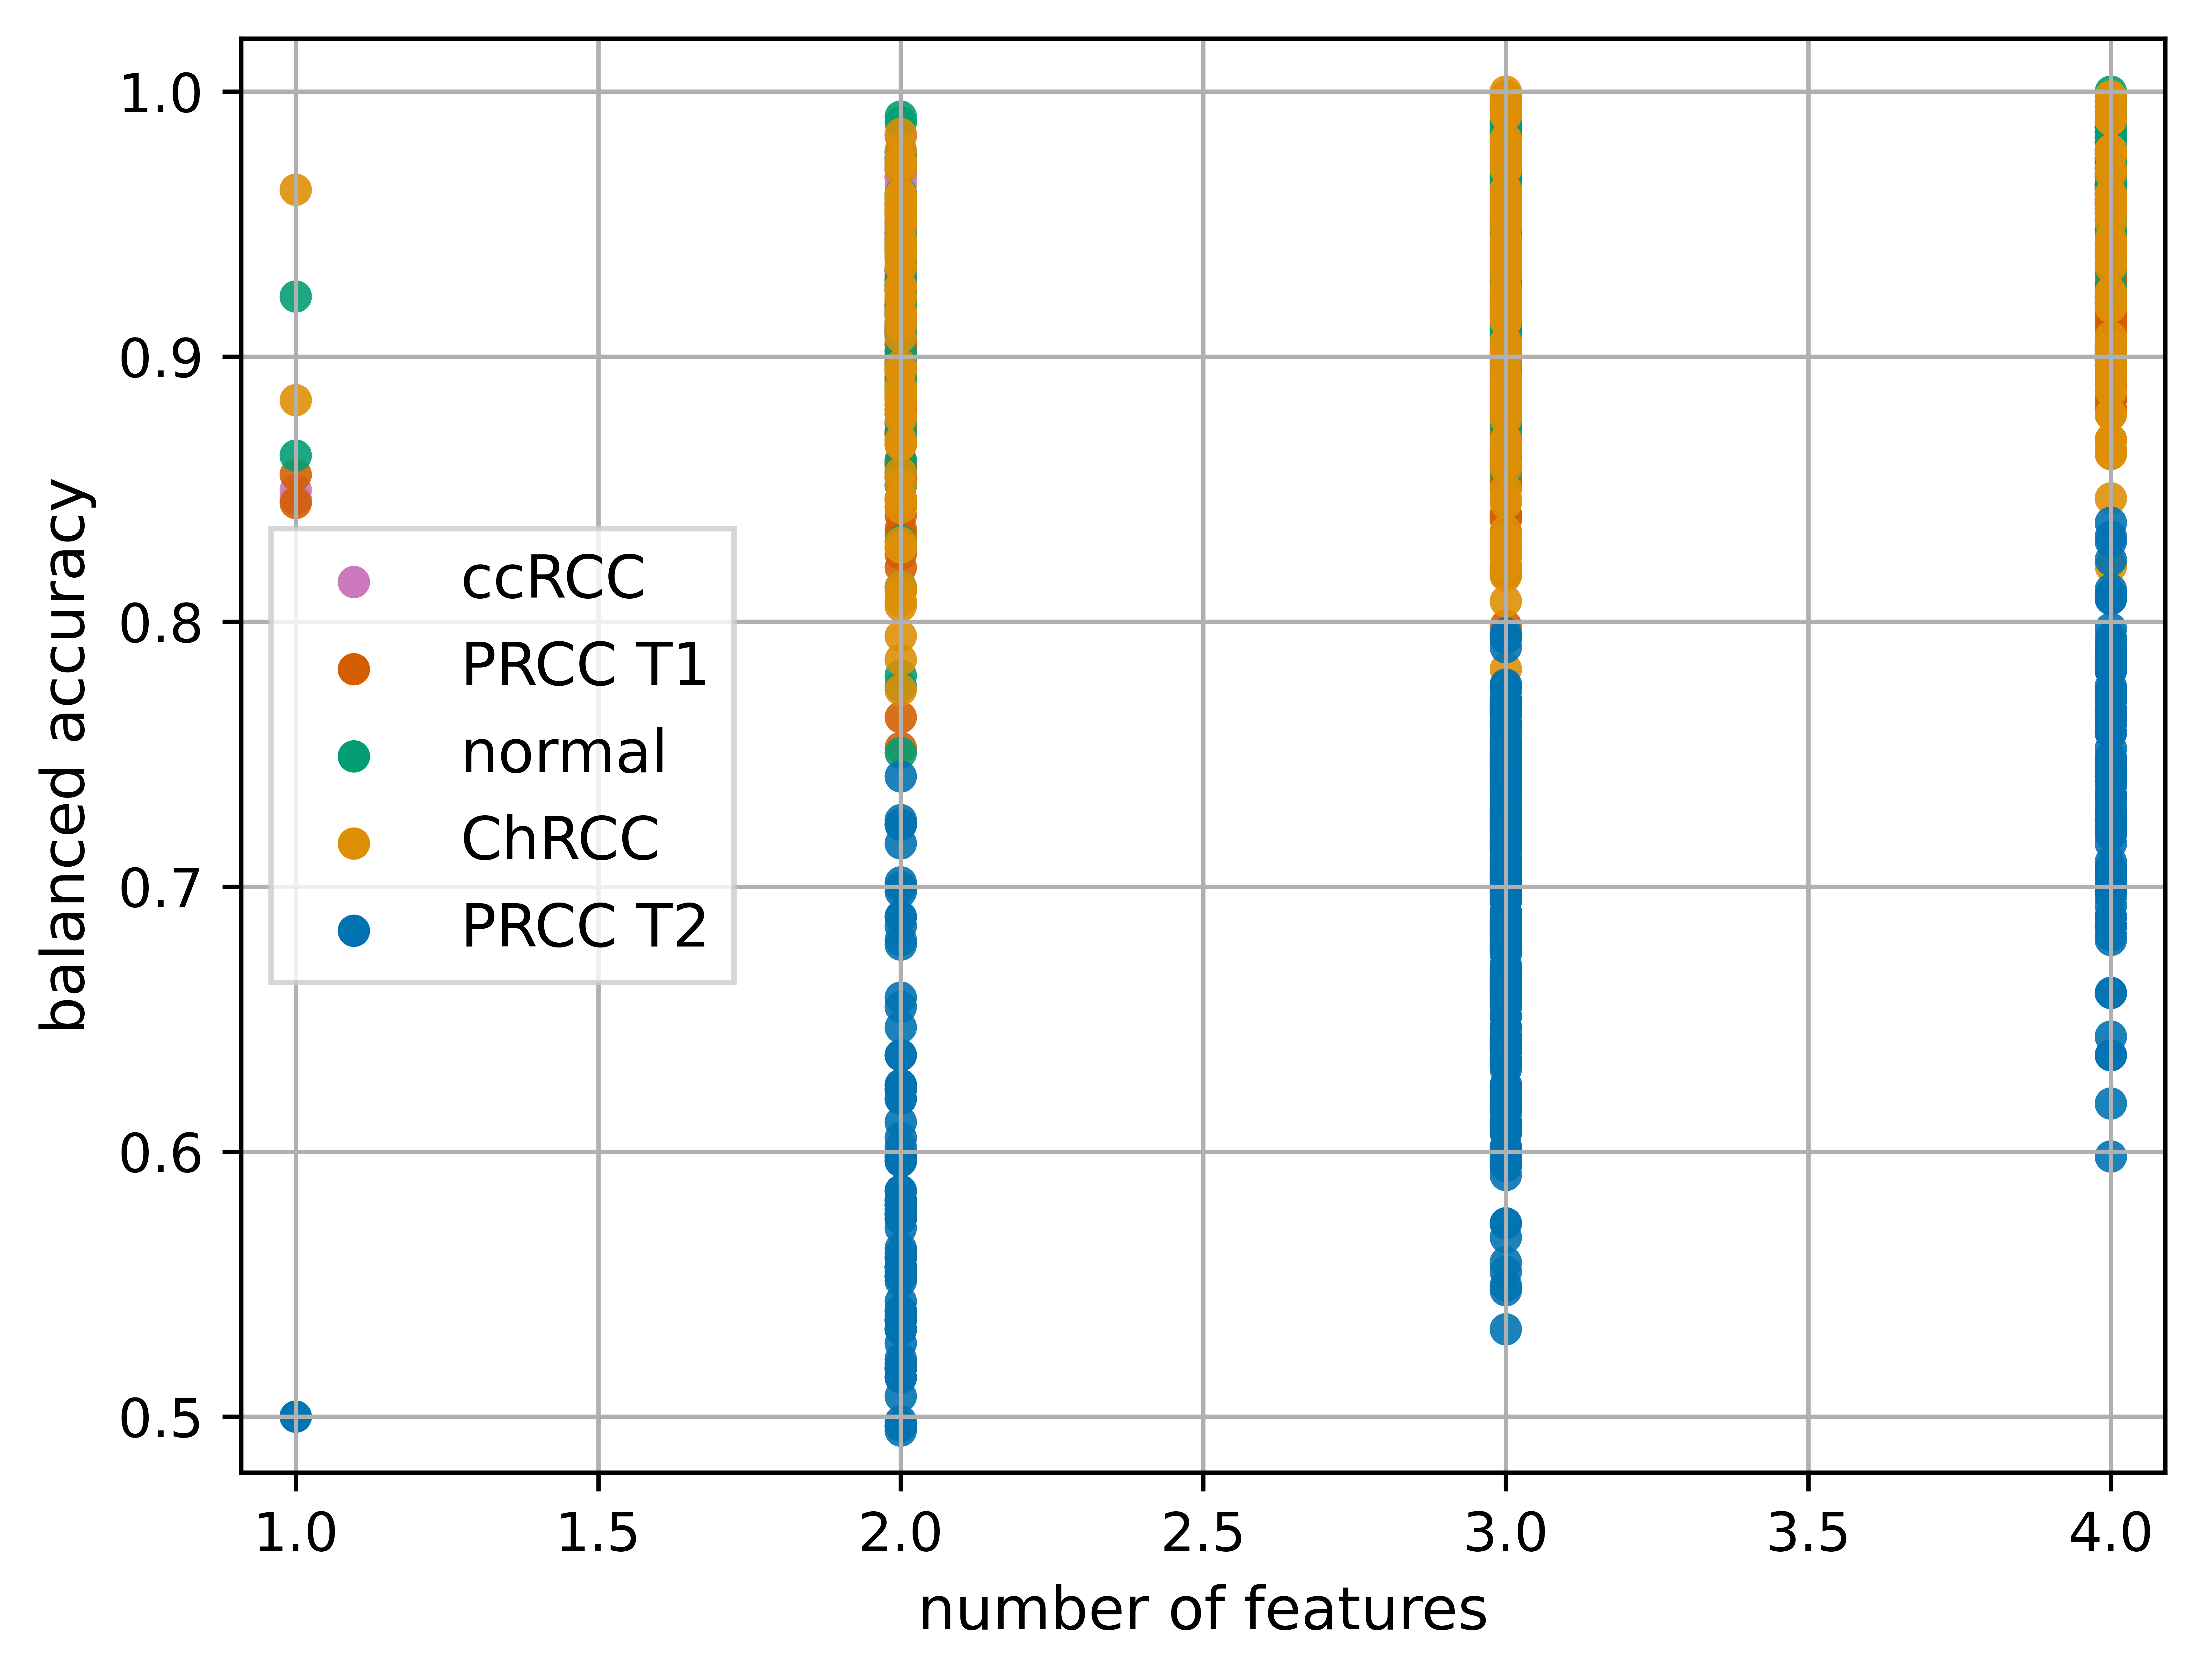 1.0
0.9
0.8
0.7
0.6
0.5
balanced accuracy
ccRCC
PRCC T1
normal
ChRCC
PRCC T2
1.0 1.5 2.0 2.5 3.0 3.5 4.0
number of features